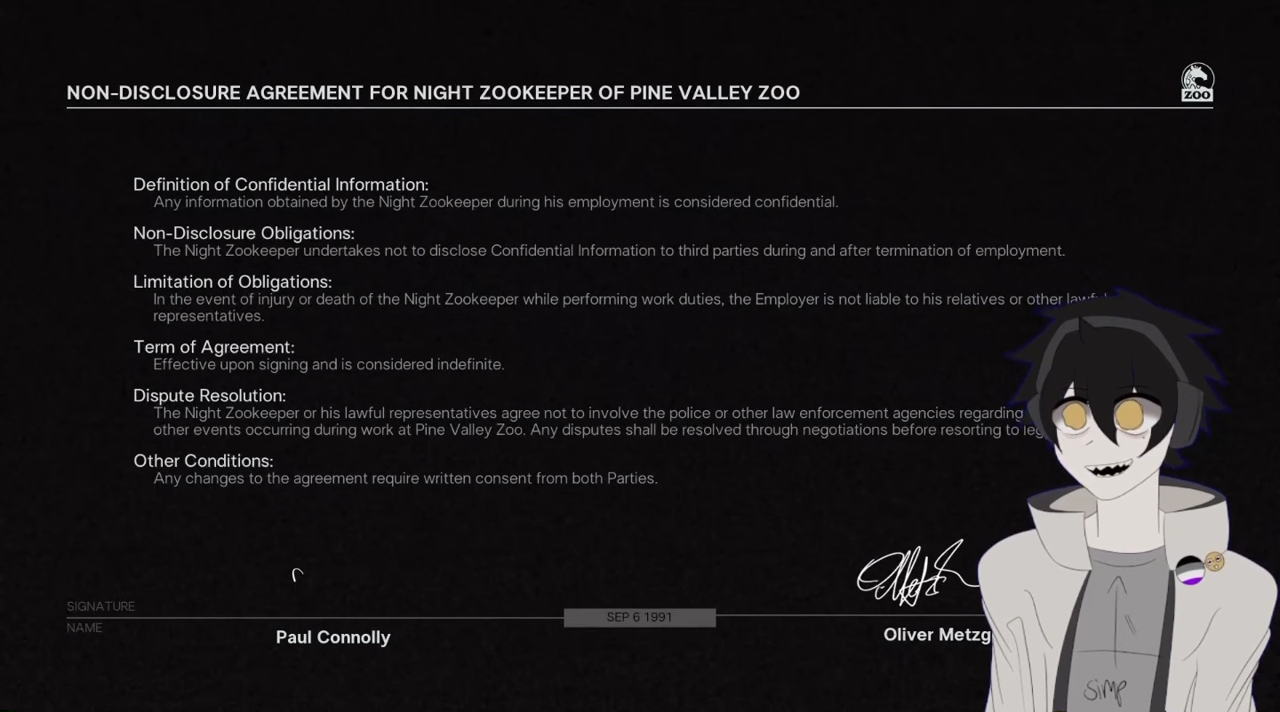 NON-DISCLOSURE AGREEMENT FOR NIGHT ZOOKEEPER OF PINE VALLEY ZOO
ZOO
Definition of Confidential Information:
Any information obtained by the Night Zookeeper during his employment is considered confidential.
Non-Disclosure Obligations:
The Night Zookeeper undertakes not to disclose Confidential Information to third parties during and after termination of employment.
Limitation of Obligations:
In the event of injury or death of the Night Zookeeper while performing work duties, the Employer is not liable to his relatives or other
representatives.
Term of Agreement:
Effective upon signing and is considered indefinite.
Dispute Resolution:
The Night Zookeeper or his lawful representatives agree not to involve the police or other law enforcement agencies regarding
other events occurring during work at Pine Valley Zoo. Any disputes shall be resolved through negotiations before resorting to
Other Conditions:
Any changes to the agreement require written consent from both Parties.
SIGNATURE
SEP 6 1991
NAME
Paul Connolly
Oliver
simp